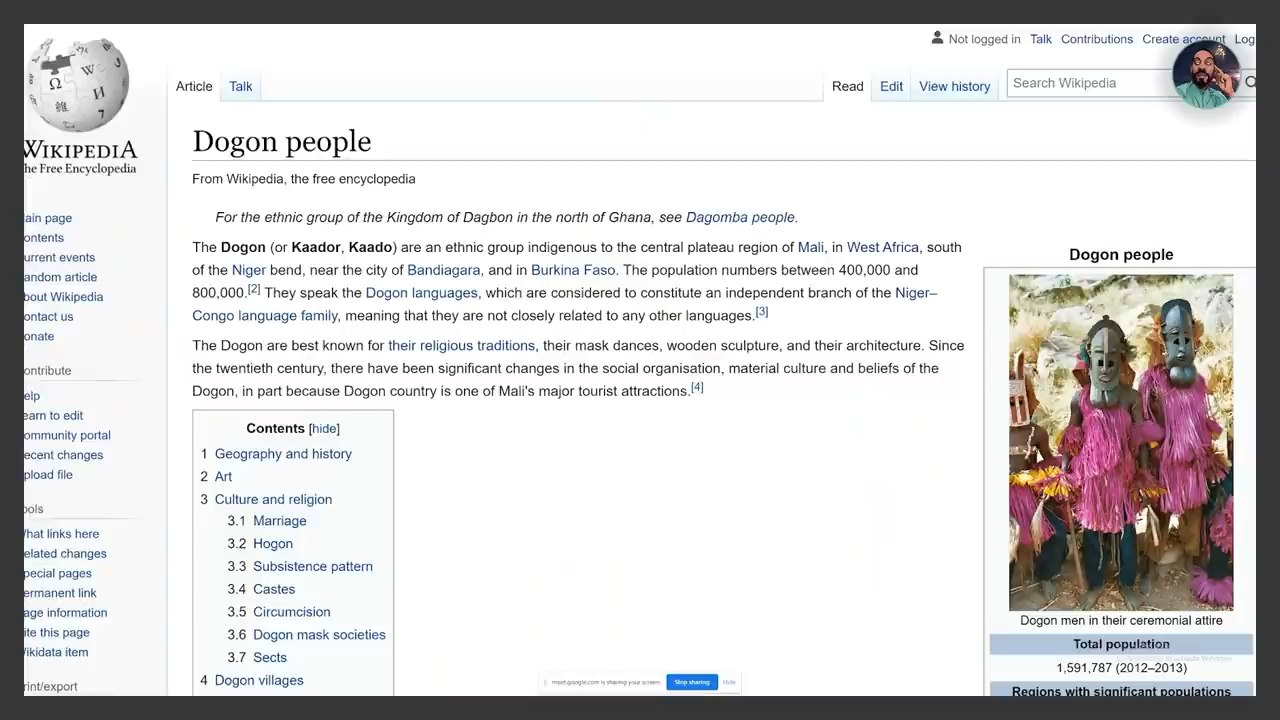 Not logged in Talk Contributions Create account Log
Article Talk Read Edit View history Search Wikipedia
WIKIPEDIA
he Free Encyclopedia
Dogon people
From Wikipedia, the free encyclopedia
For the ethnic group of the Kingdom of Dagbon in the north of Ghana, see Dagomba people.
The Dogon (or Kaador, Kaado) are an ethnic group indigenous to the central plateau region of Mali, in West Africa, south
of the Niger bend, near the city of Bandiagara, and in Burkina Faso. The population numbers between 400,000 and
800,000.[2] They speak the Dogon languages, which are considered to constitute an independent branch of the Niger–
Congo language family, meaning that they are not closely related to any other languages.[3]
The Dogon are best known for their religious traditions, their mask dances, wooden sculpture, and their architecture. Since
the twentieth century, there have been significant changes in the social organisation, material culture and beliefs of the
Dogon, in part because Dogon country is one of Mali's major tourist attractions.[4]
Contents [hide]
1 Geography and history
2 Art
3 Culture and religion
3.1 Marriage
3.2 Hogon
3.3 Subsistence pattern
3.4 Castes
3.5 Circumcision
3.6 Dogon mask societies
3.7 Sects
4 Dogon villages
ain page
ontents
urrent events
andom article
bout Wikipedia
ontact us
onate
ontribute
elp
earn to edit
ommunity portal
ecent changes
pload file
ools
hat links here
elated changes
pecial pages
ermanent link
age information
ite this page
ikidata item
rint/export
Dogon people
Dogon men in their ceremonial attire
Total population
1,591,787 (2012–2013)
Regions with significant populations
meet.google.com is sharing your screen. Stop sharing Hide